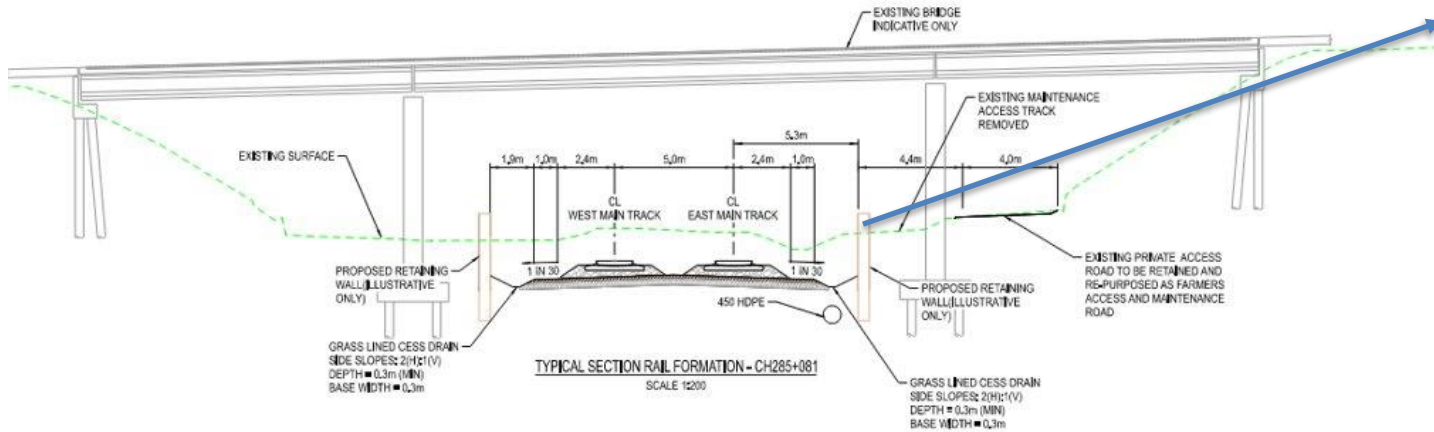 EXISTING BRIDGE
INDICATIVE ONLY
EXISTING MAINTENANCE
ACCESS TRACK
REMOVED
5.3m
EXISTING SURFACE
1.9m
1.0m
2.4m
5.0m
2.4m
1.0m
4.4m
4.0m
CL
WEST MAIN TRACK
CL
EAST MAIN TRACK
PROPOSED RETAINING
WALL(ILLUSTRATIVE
ONLY)
1 IN 30
1 IN 30
PROPOSED RETAINING
WALL(ILLUSTRATIVE
ONLY)
EXISTING PRIVATE ACCESS
ROAD TO BE RETAINED AND
RE-PURPOSED AS FARMERS
ACCESS AND MAINTENANCE
ROAD
450 HDPE
GRASS LINED CESS DRAIN
SIDE SLOPES: 2(H):1(V)
DEPTH = 0.3m (MIN)
BASE WIDTH = 0.3m
TYPICAL SECTION RAIL FORMATION - CH285+081
SCALE 1:200
GRASS LINED CESS DRAIN
SIDE SLOPES: 2(H):1(V)
DEPTH = 0.3m (MIN)
BASE WIDTH = 0.3m